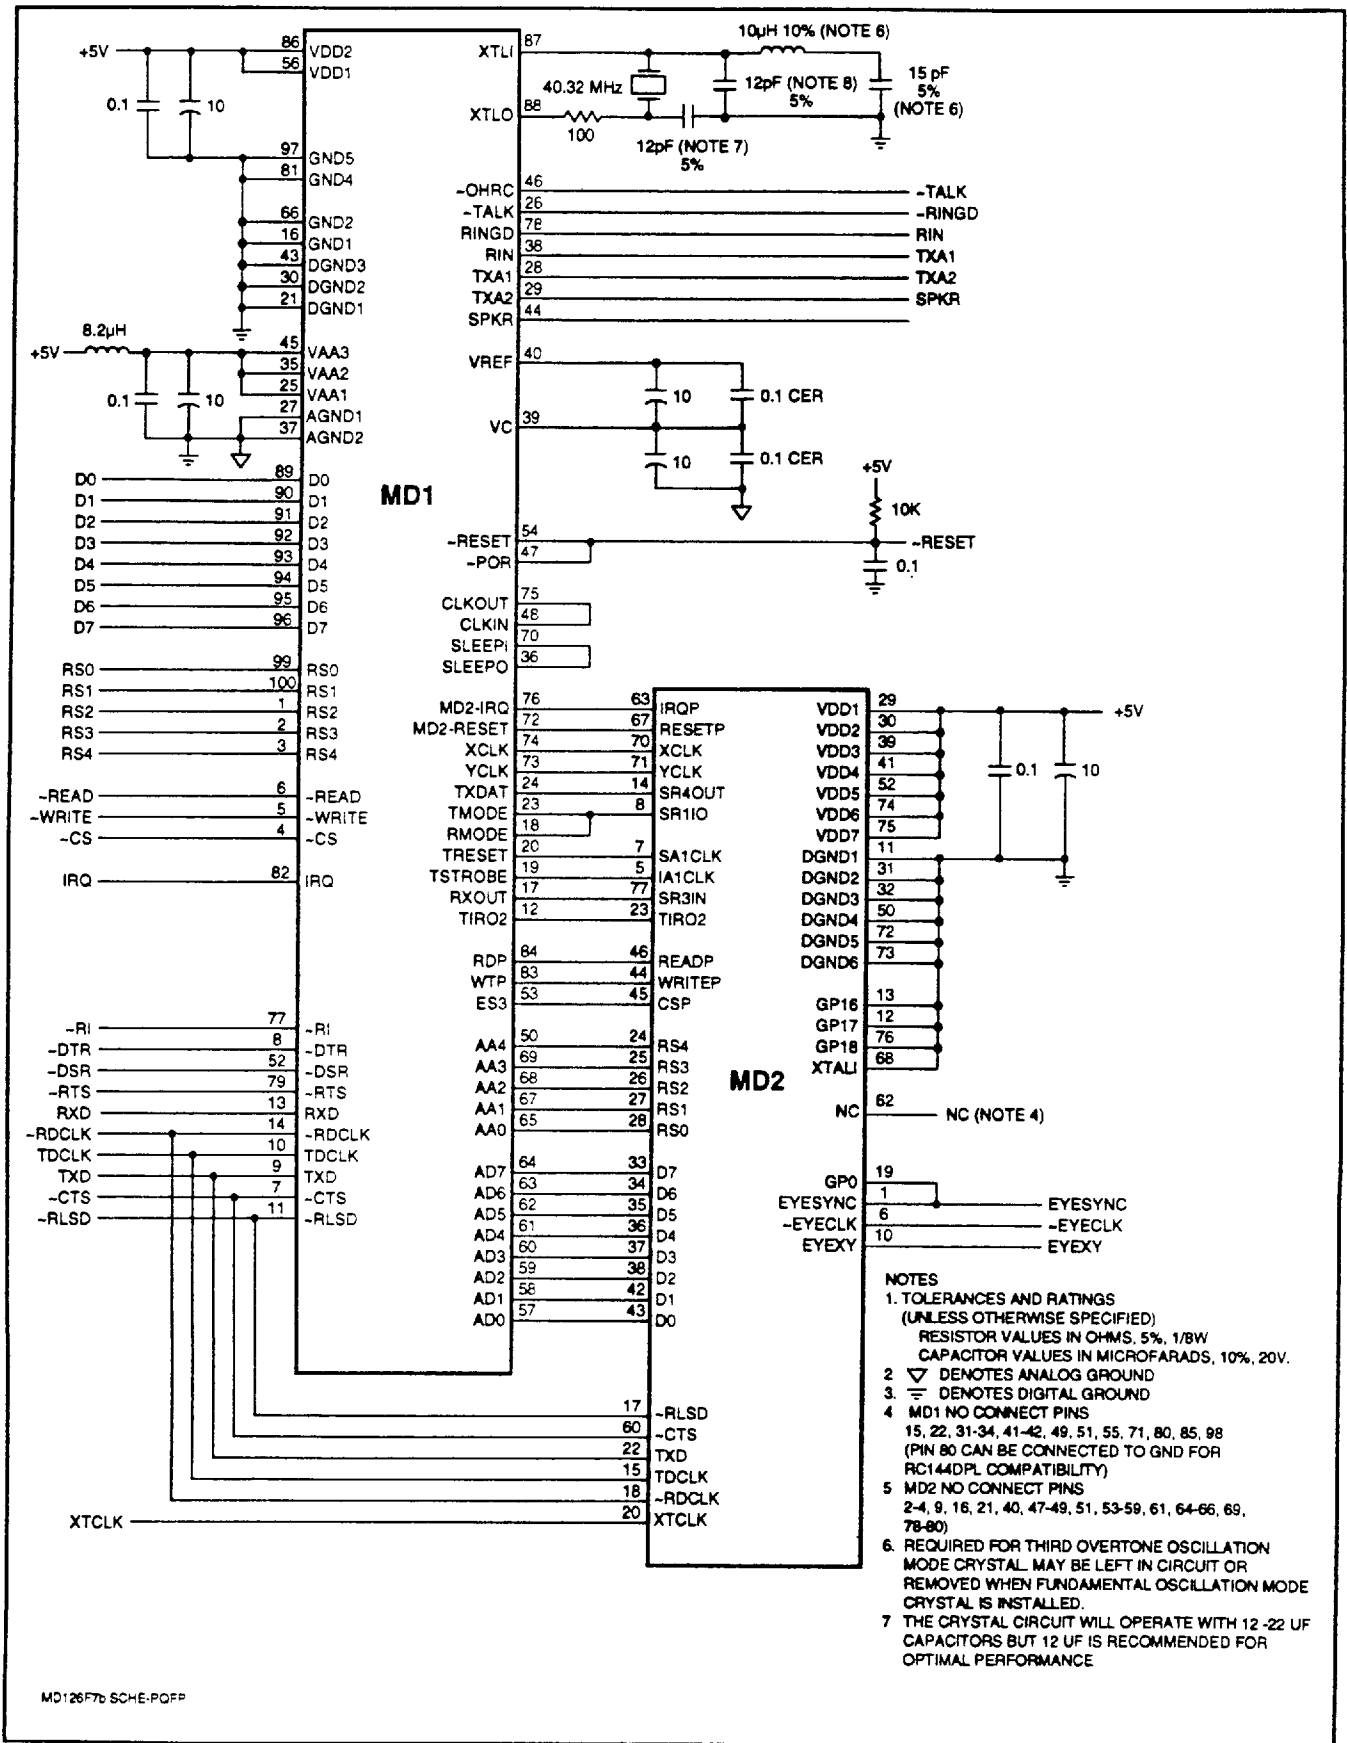 +5V
0.1
10
86 VDD2
56 VDD1
97 GND5
81 GND4
66 GND2
16 GND1
43 DGND3
30 DGND2
21 DGND1
8.2µH
+5V
0.1
10
45 VAA3
35 VAA2
25 VAA1
27 AGND1
37 AGND2
D0 89 D0
D1 90 D1
D2 91 D2
D3 92 D3
D4 93 D4
D5 94 D5
D6 95 D6
D7 96 D7
RS0 99 RS0
RS1 100 RS1
RS2 1 RS2
RS3 2 RS3
RS4 3 RS4
~READ 6 ~READ
~WRITE 5 ~WRITE
~CS 4 ~CS
IRQ 82 IRQ
~RI 77 ~RI
~DTR 8 ~DTR
~DSR 52 ~DSR
~RTS 79 ~RTS
RXD 13 RXD
~RDCLK 14 ~RDCLK
TDCLK 10 TDCLK
TXD 9 TXD
~CTS 7 ~CTS
~RLSD 11 ~RLSD
XTCLK
MD1
XTLI 87
XTLO 88
40.32 MHz
100
10µH 10% (NOTE 6)
12pF (NOTE 8)
5%
15 pF
5%
(NOTE 6)
12pF (NOTE 7)
5%
~OHRC 46 ~TALK
~TALK 26 ~RINGD
RINGD 78 RIN
RIN 38 TXA1
TXA1 28 TXA2
TXA2 29 SPKR
SPKR 44
VREF 40
10
0.1 CER
VC 39
10
0.1 CER
+5V
10K
~RESET 54 ~RESET
~POR 47
0.1
CLKOUT 75
CLKIN 48
SLEEPI 70
SLEEPO 36
MD2-IRQ 76 63 IRQP
MD2-RESET 72 67 RESETP
XCLK 74 70 XCLK
YCLK 73 71 YCLK
TXDAT 24 14 SR4OUT
TMODE 23 8 SR1IO
RMODE 18
TRESET 20 7 SA1CLK
TSTROBE 19 5 IA1CLK
RXOUT 17 77 SR3IN
TIRO2 12 23 TIRO2
RDP 84 46 READP
WTP 83 44 WRITEP
ES3 53 45 CSP
AA4 50 24 RS4
AA3 69 25 RS3
AA2 68 26 RS2
AA1 67 27 RS1
AA0 65 28 RS0
AD7 64 33 D7
AD6 63 34 D6
AD5 62 35 D5
AD4 61 36 D4
AD3 60 37 D3
AD2 59 38 D2
AD1 58 42 D1
AD0 57 43 D0
17 ~RLSD
60 ~CTS
22 TXD
15 TDCLK
18 ~RDCLK
20 XTCLK
MD2
VDD1 29
VDD2 30
VDD3 39
VDD4 41
VDD5 52
VDD6 74
VDD7 75
+5V
0.1
10
DGND1 11
DGND2 31
DGND3 32
DGND4 50
DGND5 72
DGND6 73
GP16 13
GP17 12
GP18 76
XTALI 68
NC 62 NC (NOTE 4)
GP0 19
EYESYNC 1 EYESYNC
~EYECLK 6 ~EYECLK
EYEXY 10 EYEXY
NOTES
1. TOLERANCES AND RATINGS
(UNLESS OTHERWISE SPECIFIED)
RESISTOR VALUES IN OHMS, 5%, 1/8W
CAPACITOR VALUES IN MICROFARADS, 10%, 20V.
2 DENOTES ANALOG GROUND
3. DENOTES DIGITAL GROUND
4 MD1 NO CONNECT PINS
15, 22, 31-34, 41-42, 49, 51, 55, 71, 80, 85, 98
(PIN 80 CAN BE CONNECTED TO GND FOR
RC144DPL COMPATIBILITY)
5 MD2 NO CONNECT PINS
2-4, 9, 16, 21, 40, 47-49, 51, 53-59, 61, 64-66, 69,
78-80)
6. REQUIRED FOR THIRD OVERTONE OSCILLATION
MODE CRYSTAL. MAY BE LEFT IN CIRCUIT OR
REMOVED WHEN FUNDAMENTAL OSCILLATION MODE
CRYSTAL IS INSTALLED.
7 THE CRYSTAL CIRCUIT WILL OPERATE WITH 12 -22 UF
CAPACITORS BUT 12 UF IS RECOMMENDED FOR
OPTIMAL PERFORMANCE
MD126F7b SCHE-PQFP